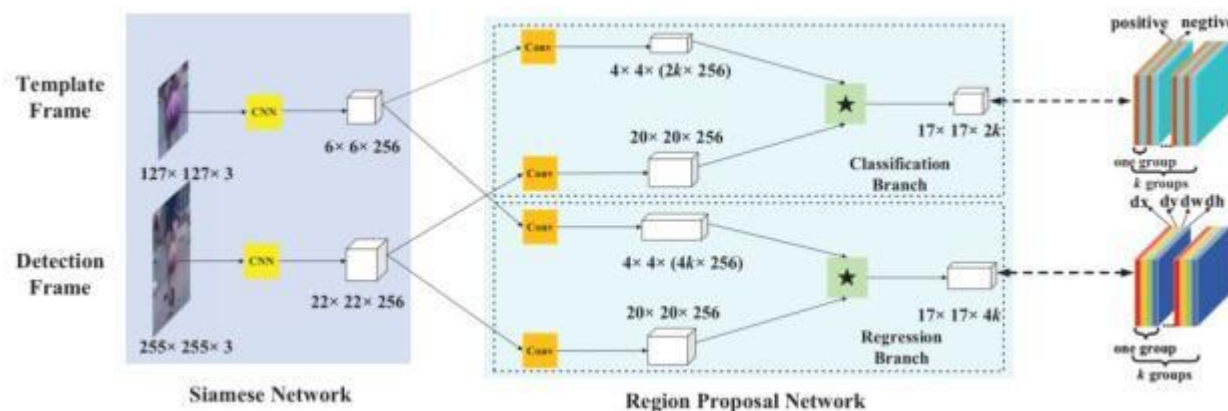 Template
Frame
127× 127× 3
CNN
6× 6× 256
Detection
Frame
255× 255× 3
CNN
22× 22× 256
Siamese Network
Conv
4× 4× (2k× 256)
Conv
20× 20× 256
★
17× 17× 2k
Classification
Branch
Conv
4× 4× (4k× 256)
Conv
20× 20× 256
★
17× 17× 4k
Regression
Branch
Region Proposal Network
positive negtive
one group
k groups
dx dy dw dh
one group
k groups